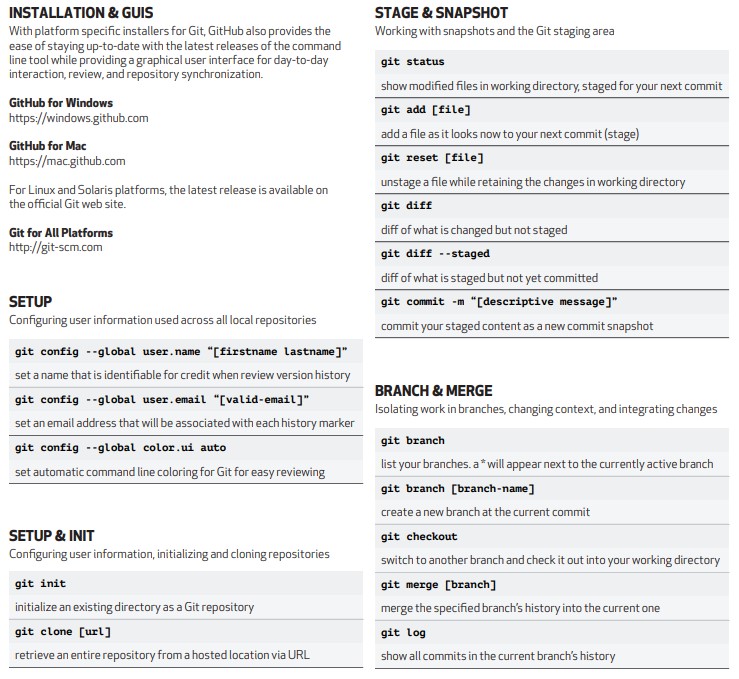 INSTALLATION & GUIS
With platform specific installers for Git, GitHub also provides the
ease of staying up-to-date with the latest releases of the command
line tool while providing a graphical user interface for day-to-day
interaction, review, and repository synchronization.
GitHub for Windows
https://windows.github.com
GitHub for Mac
https://mac.github.com
For Linux and Solaris platforms, the latest release is available on
the official Git web site.
Git for All Platforms
http://git-scm.com
SETUP
Configuring user information used across all local repositories
git config --global user.name “[firstname lastname]”
set a name that is identifiable for credit when review version history
git config --global user.email “[valid-email]”
set an email address that will be associated with each history marker
git config --global color.ui auto
set automatic command line coloring for Git for easy reviewing
SETUP & INIT
Configuring user information, initializing and cloning repositories
git init
initialize an existing directory as a Git repository
git clone [url]
retrieve an entire repository from a hosted location via URL
STAGE & SNAPSHOT
Working with snapshots and the Git staging area
git status
show modified files in working directory, staged for your next commit
git add [file]
add a file as it looks now to your next commit (stage)
git reset [file]
unstage a file while retaining the changes in working directory
git diff
diff of what is changed but not staged
git diff --staged
diff of what is staged but not yet committed
git commit -m “[descriptive message]”
commit your staged content as a new commit snapshot
BRANCH & MERGE
Isolating work in branches, changing context, and integrating changes
git branch
list your branches. a * will appear next to the currently active branch
git branch [branch-name]
create a new branch at the current commit
git checkout
switch to another branch and check it out into your working directory
git merge [branch]
merge the specified branch’s history into the current one
git log
show all commits in the current branch’s history